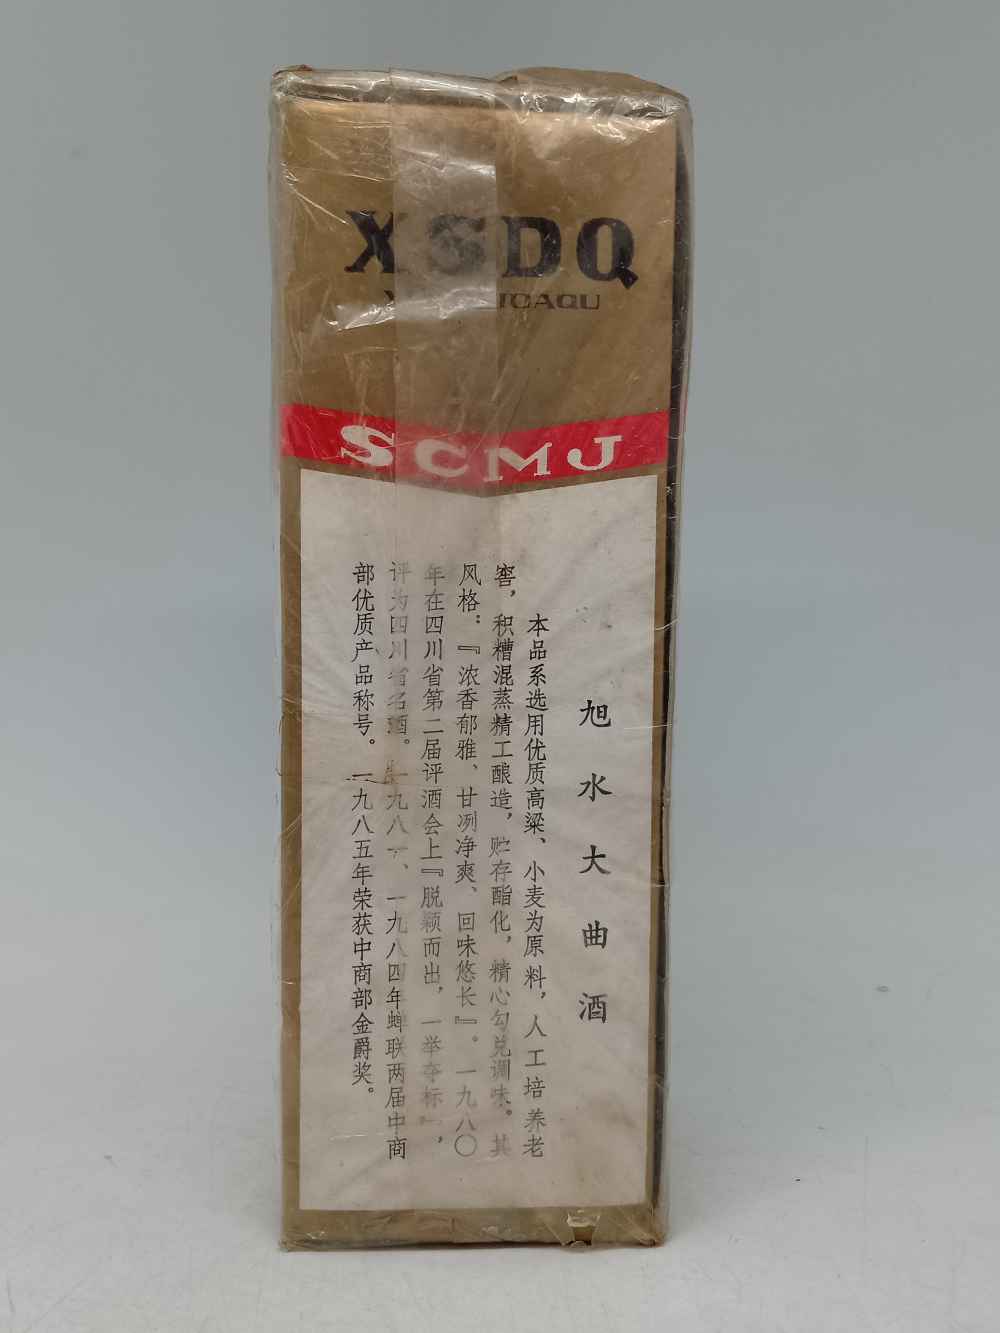 XSDQ
SCMJ
旭水大曲酒
本品系选用优质高粱、小麦为原料，人工培养老
窖，积糟混蒸精工酿造，贮存酯化，精心勾兑调味。其
风格：『浓香郁雅、甘冽净爽、回味悠长』。一九八〇
年在四川省第二届评酒会上『脱颖而出，一举夺标』，
评为四川省名酒。一九八一、一九八四年蝉联两届中商
部优质产品称号。一九八五年荣获中商部金爵奖。